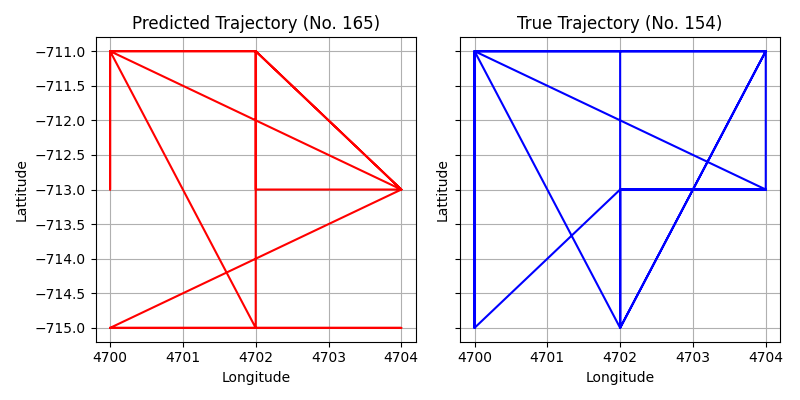 Predicted Trajectory (No. 165)
True Trajectory (No. 154)
−711.0
−711.5
−712.0
−712.5
−713.0
−713.5
−714.0
−714.5
−715.0
Lattitude
Lattitude
4700 4701 4702 4703 4704
4700 4701 4702 4703 4704
Longitude
Longitude